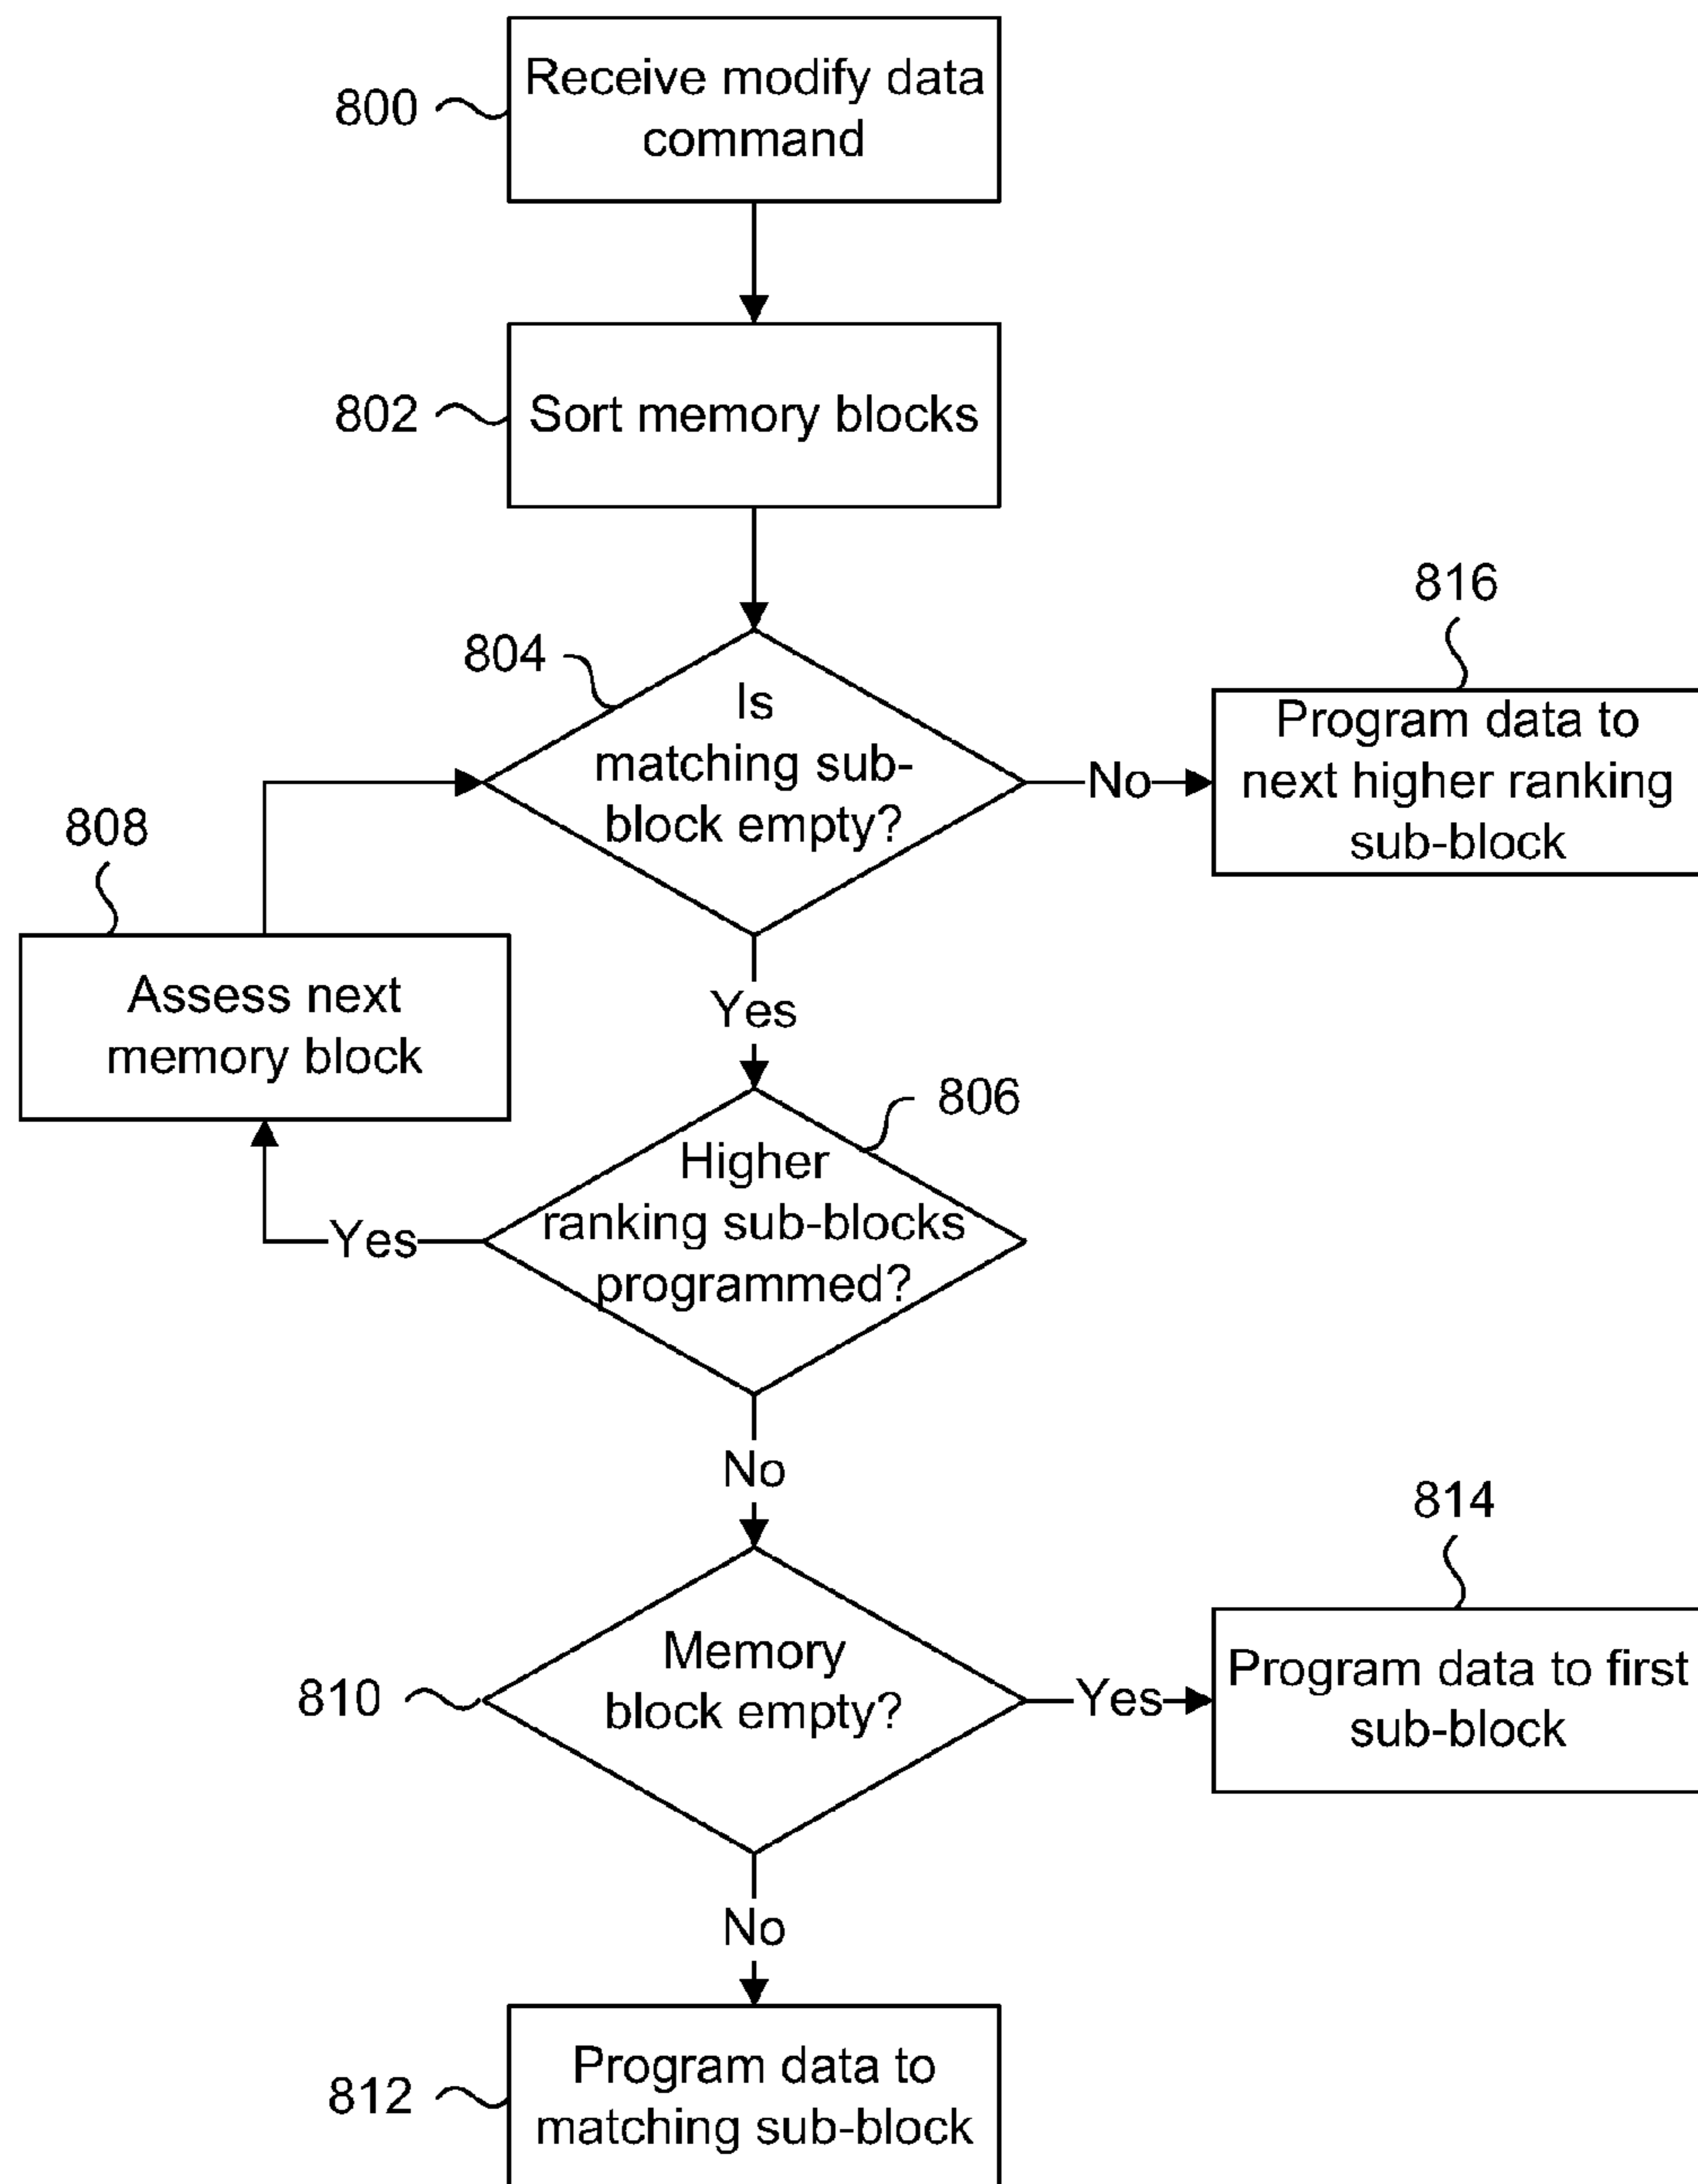 800
Receive modify data
command
802
Sort memory blocks
804
Is
matching sub-
block empty?
No
816
Program data to
next higher ranking
sub-block
808
Assess next
memory block
Yes
806
Higher
ranking sub-blocks
programmed?
Yes
No
810
Memory
block empty?
Yes
814
Program data to first
sub-block
No
812
Program data to
matching sub-block